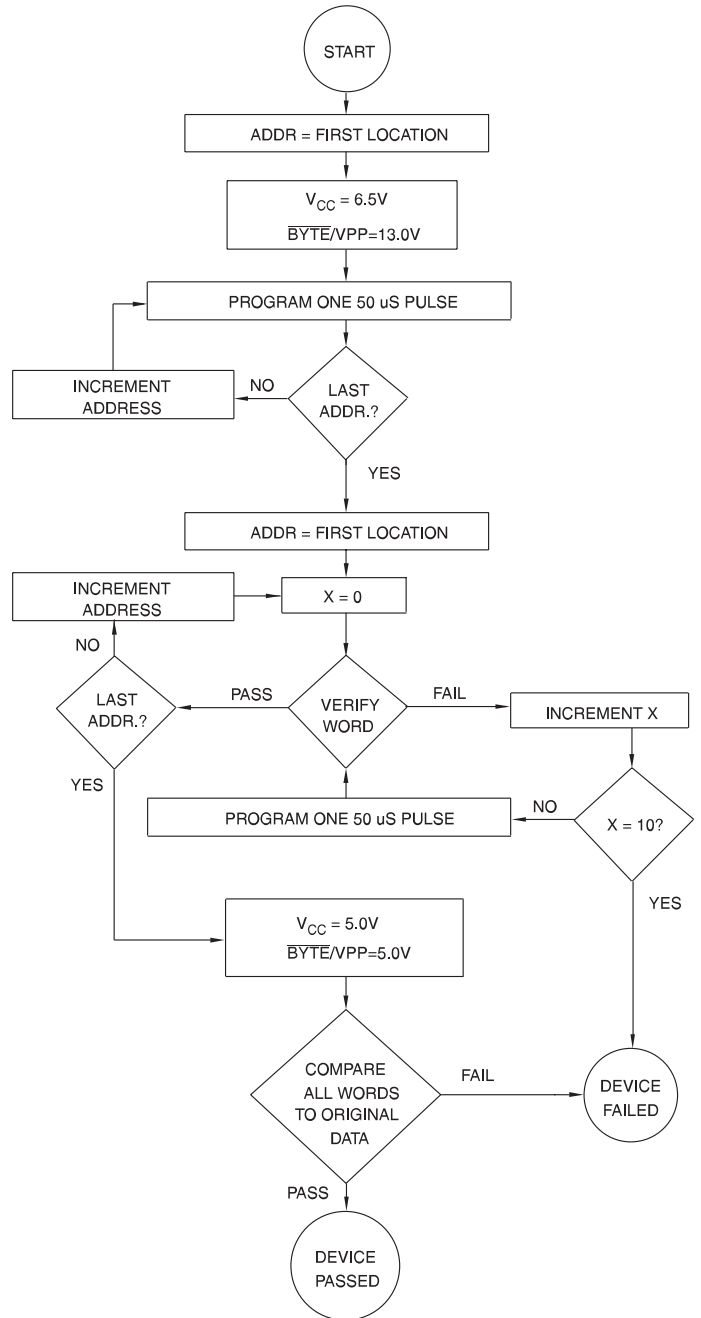 START
ADDR = FIRST LOCATION
VCC = 6.5V
BYTE/VPP=13.0V
PROGRAM ONE 50 uS PULSE
INCREMENT
ADDRESS
NO
LAST
ADDR.?
YES
ADDR = FIRST LOCATION
INCREMENT
ADDRESS
X = 0
NO
LAST
ADDR.?
PASS
VERIFY
WORD
FAIL
INCREMENT X
YES
PROGRAM ONE 50 uS PULSE
NO
X = 10?
YES
VCC = 5.0V
BYTE/VPP=5.0V
COMPARE
ALL WORDS
TO ORIGINAL
DATA
FAIL
DEVICE
FAILED
PASS
DEVICE
PASSED